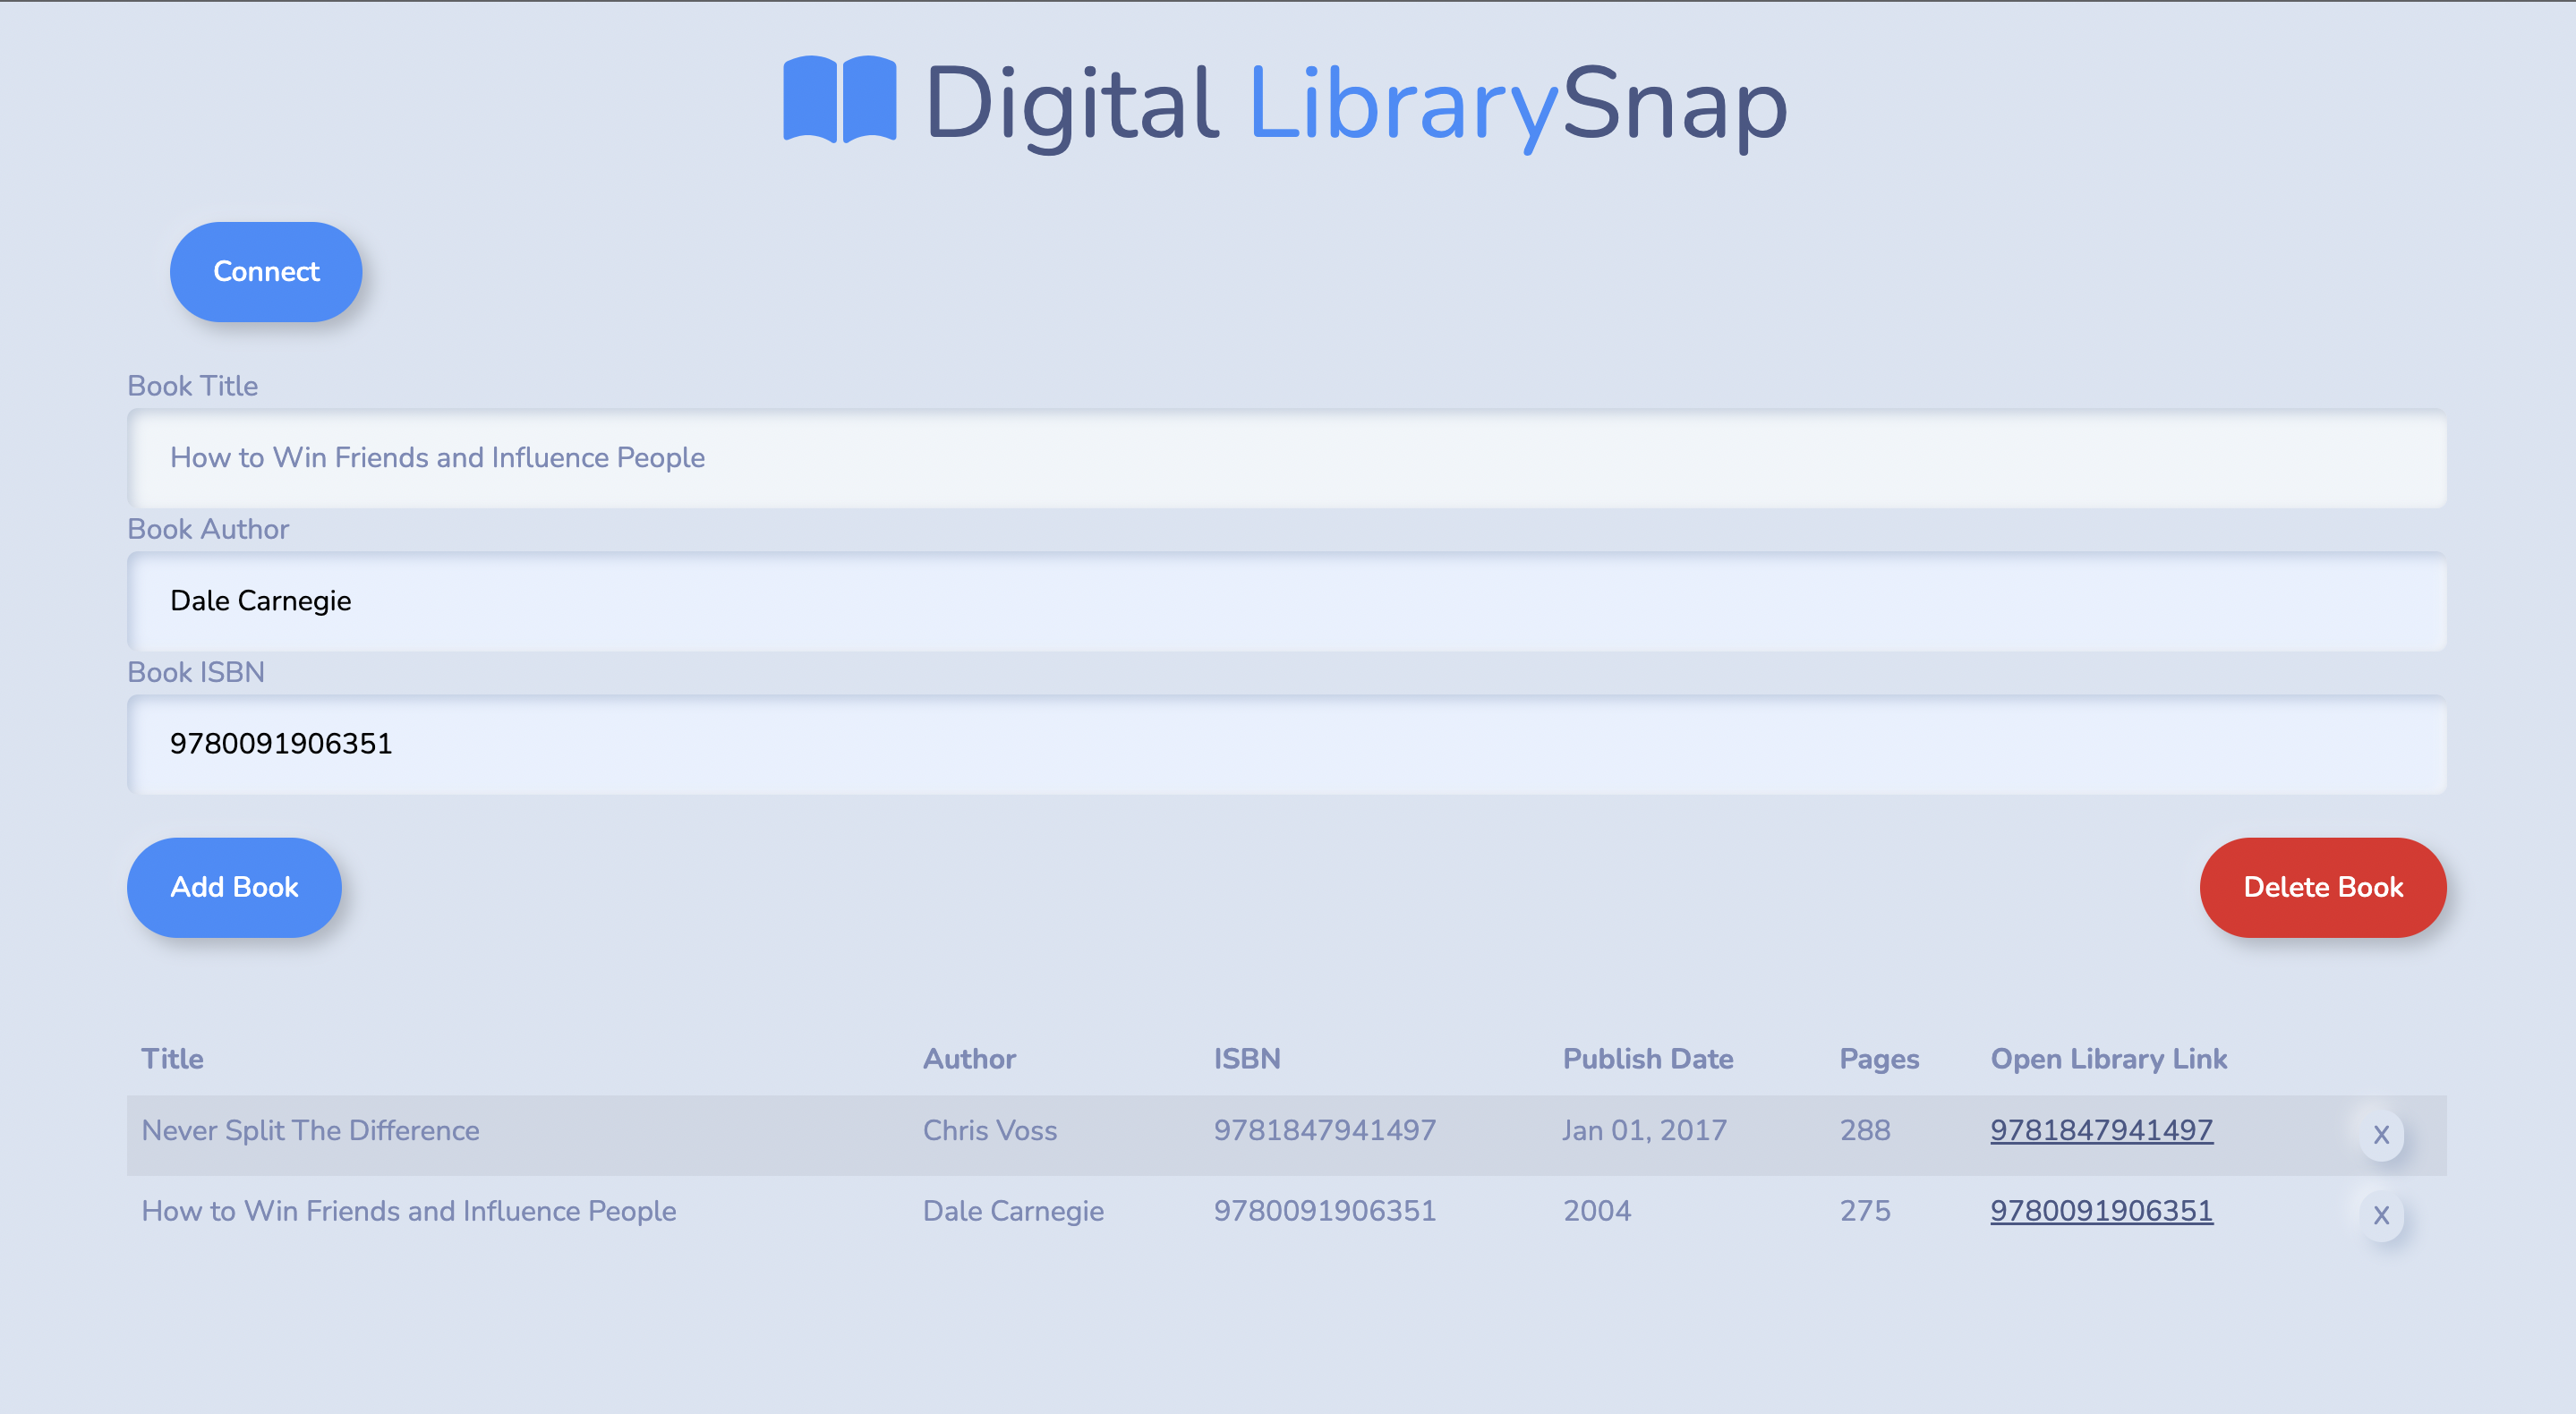 Digital LibrarySnap
Connect
Book Title
How to Win Friends and Influence People
Book Author
Dale Carnegie
Book ISBN
9780091906351
Add Book Delete Book
Title Author ISBN Publish Date Pages Open Library Link
Never Split The Difference Chris Voss 9781847941497 Jan 01, 2017 288 9781847941497 X
How to Win Friends and Influence People Dale Carnegie 9780091906351 2004 275 9780091906351 X